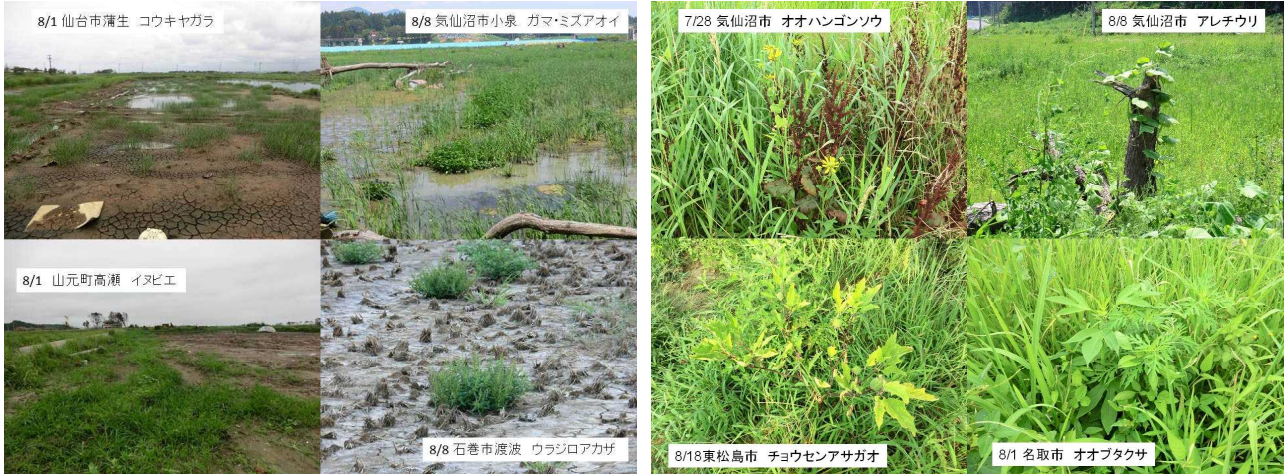 8/1 仙台市蒲生 コウキヤガラ
8/8 気仙沼市小泉 ガマ・ミズアオイ
8/1 山元町高瀬 イヌビエ
8/8 石巻市渡波 ウラジロアカザ
7/28 気仙沼市 オオハンゴンソウ
8/8 気仙沼市 アレチウリ
8/18東松島市 チョウセンアサガオ
8/1 名取市 オオブタクサ